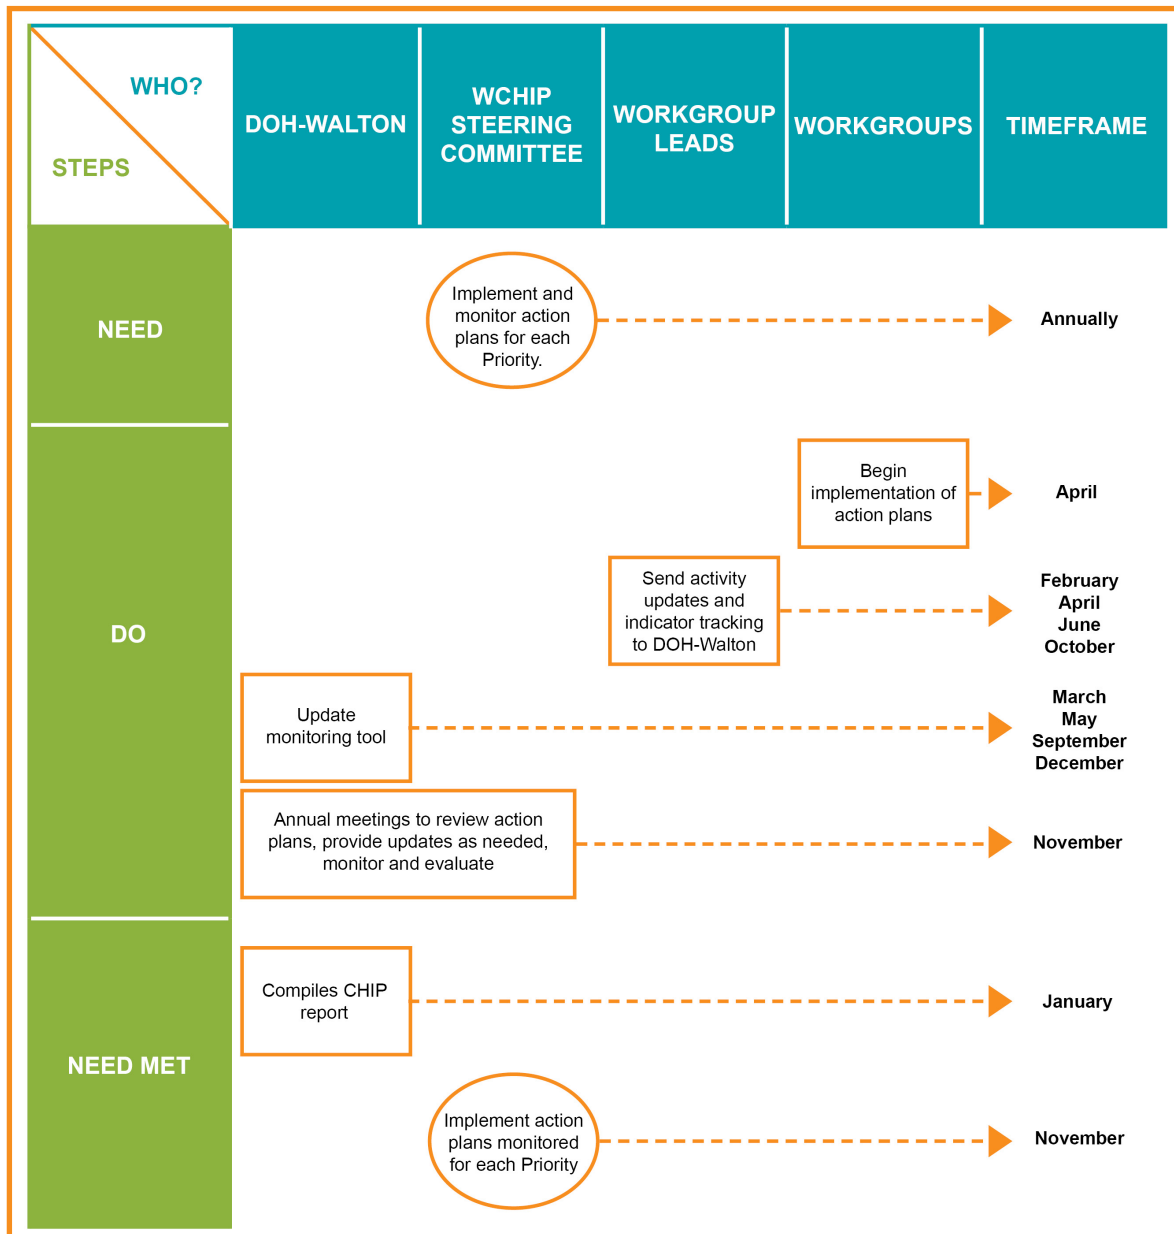 WHO?
STEPS
DOH-WALTON
WCHIP
STEERING
COMMITTEE
WORKGROUP
LEADS
WORKGROUPS
TIMEFRAME
NEED
Implement and
monitor action
plans for each
Priority.
Annually
DO
Begin
implementation of
action plans
April
Send activity
updates and
indicator tracking
to DOH-Walton
February
April
June
October
Update
monitoring tool
March
May
September
December
Annual meetings to review action
plans, provide updates as needed,
monitor and evaluate
November
NEED MET
Compiles CHIP
report
January
Implement action
plans monitored
for each Priority
November